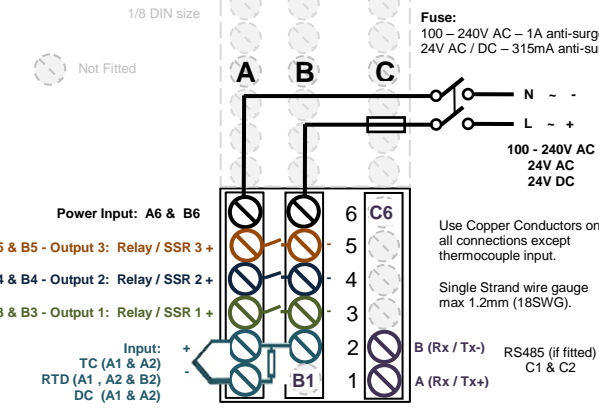 1/8 DIN size
Fuse:
100 – 240V AC – 1A anti-surge
24V AC / DC – 315mA anti-su
Not Fitted
A B C
N ~ -
L ~ +
100 - 240V AC
24V AC
24V DC
Power Input: A6 & B6
6 C6
5 & B5 - Output 3: Relay / SSR 3 + - 5
4 & B4 - Output 2: Relay / SSR 2 + - 4
3 & B3 - Output 1: Relay / SSR 1 + - 3
Use Copper Conductors on
all connections except
thermocouple input.
Single Strand wire gauge
max 1.2mm (18SWG).
Input: +
TC (A1 & A2) -
RTD (A1 , A2 & B2)
DC (A1 & A2)
2
B1 1
B (Rx / Tx-)
A (Rx / Tx+)
RS485 (if fitted)
C1 & C2